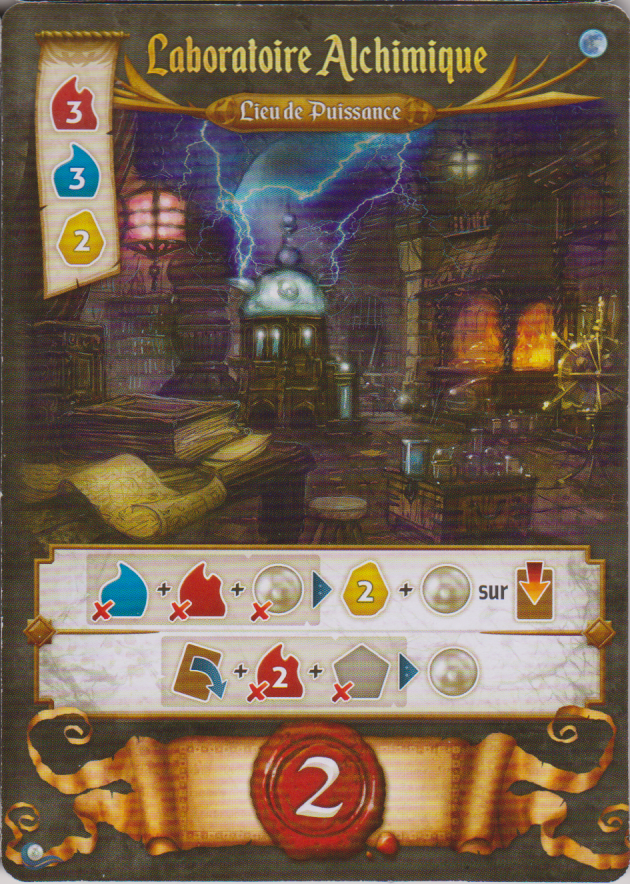 Laboratoire Alchimique
Lieu de Puissance
3
3
2
+ + 2 + sur
+ 2 +
2